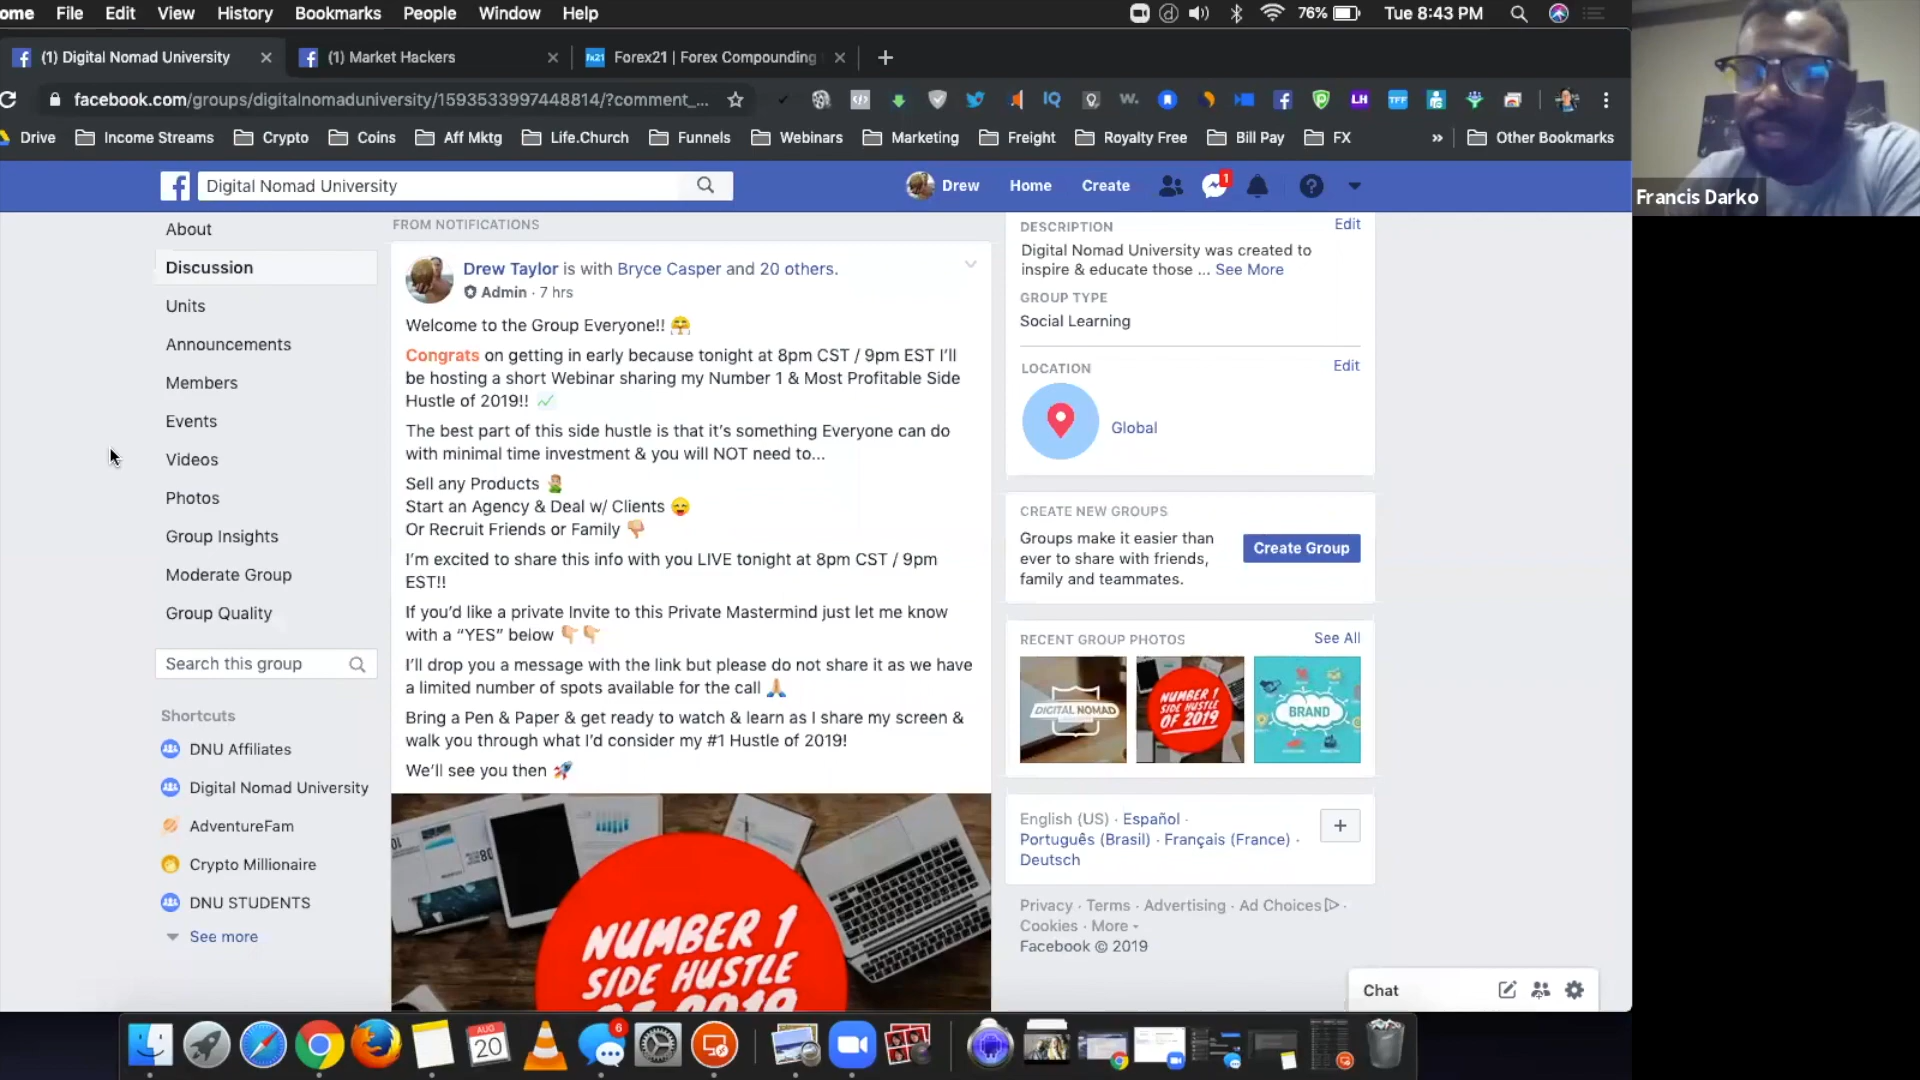 ome File Edit View History Bookmarks People Window Help
76% Tue 8:43 PM
(1) Digital Nomad University
(1) Market Hackers
Forex21 | Forex Compounding
facebook.com/groups/digitalnomaduniversity/1593533997448814/?comment_...
Drive Income Streams Crypto Coins Aff Mktg Life.Church Funnels Webinars Marketing Freight Royalty Free Bill Pay FX » Other Bookmarks
Digital Nomad University
Drew Home Create 1
Francis Darko
About
Discussion
Units
Announcements
Members
Events
Videos
Photos
Group Insights
Moderate Group
Group Quality
Search this group
Shortcuts
DNU Affiliates
Digital Nomad University
AdventureFam
Crypto Millionaire
DNU STUDENTS
See more
FROM NOTIFICATIONS
Drew Taylor is with Bryce Casper and 20 others.
Admin · 7 hrs
Welcome to the Group Everyone!! 😤
Congrats on getting in early because tonight at 8pm CST / 9pm EST I'll
be hosting a short Webinar sharing my Number 1 & Most Profitable Side
Hustle of 2019!!
The best part of this side hustle is that it's something Everyone can do
with minimal time investment & you will NOT need to...
Sell any Products
Start an Agency & Deal w/ Clients
Or Recruit Friends or Family
I'm excited to share this info with you LIVE tonight at 8pm CST / 9pm
EST!!
If you'd like a private Invite to this Private Mastermind just let me know
with a "YES" below
I'll drop you a message with the link but please do not share it as we have
a limited number of spots available for the call
Bring a Pen & Paper & get ready to watch & learn as I share my screen &
walk you through what I'd consider my #1 Hustle of 2019!
We'll see you then 🚀
NUMBER 1
SIDE HUSTLE
OF 2019
DESCRIPTION Edit
Digital Nomad University was created to
inspire & educate those ... See More
GROUP TYPE
Social Learning
LOCATION Edit
Global
CREATE NEW GROUPS
Groups make it easier than
ever to share with friends,
family and teammates.
Create Group
RECENT GROUP PHOTOS See All
DIGITAL NOMAD
NUMBER 1
SIDE HUSTLE
OF 2019
BRAND
English (US) · Español ·
Português (Brasil) · Français (France) ·
Deutsch
Privacy · Terms · Advertising · Ad Choices ·
Cookies · More
Facebook © 2019
Chat
AUG
20
6